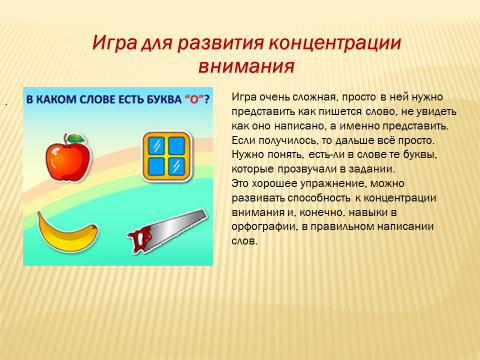 Игра для развития концентрации
внимания
.
В КАКОМ СЛОВЕ ЕСТЬ БУКВА “О”?
Игра очень сложная, просто в ней нужно
представить как пишется слово, не увидеть
как оно написано, а именно представить.
Если получилось, то дальше всё просто.
Нужно понять, есть-ли в слове те буквы,
которые прозвучали в задании.
Это хорошее упражнение, можно
развивать способность к концентрации
внимания и, конечно, навыки в
орфографии, в правильном написании
слов.